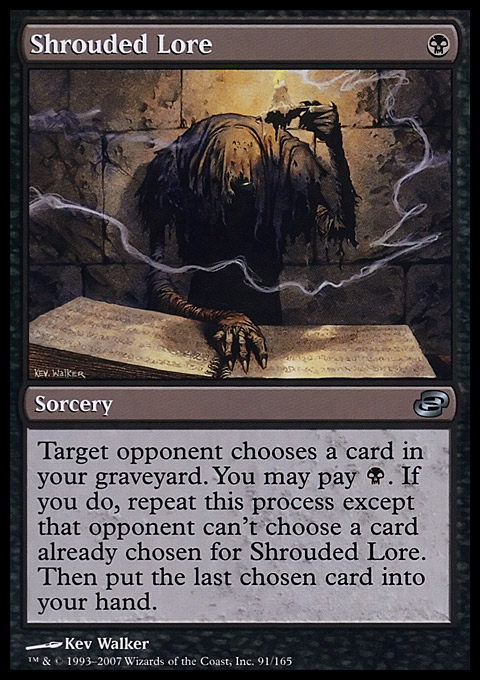 Shrouded Lore
KEV. WALKER
Sorcery
Target opponent chooses a card in
your graveyard. You may pay . If
you do, repeat this process except
that opponent can't choose a card
already chosen for Shrouded Lore.
Then put the last chosen card into
your hand.
Kev Walker
™ & © 1993–2007 Wizards of the Coast, Inc. 91/165